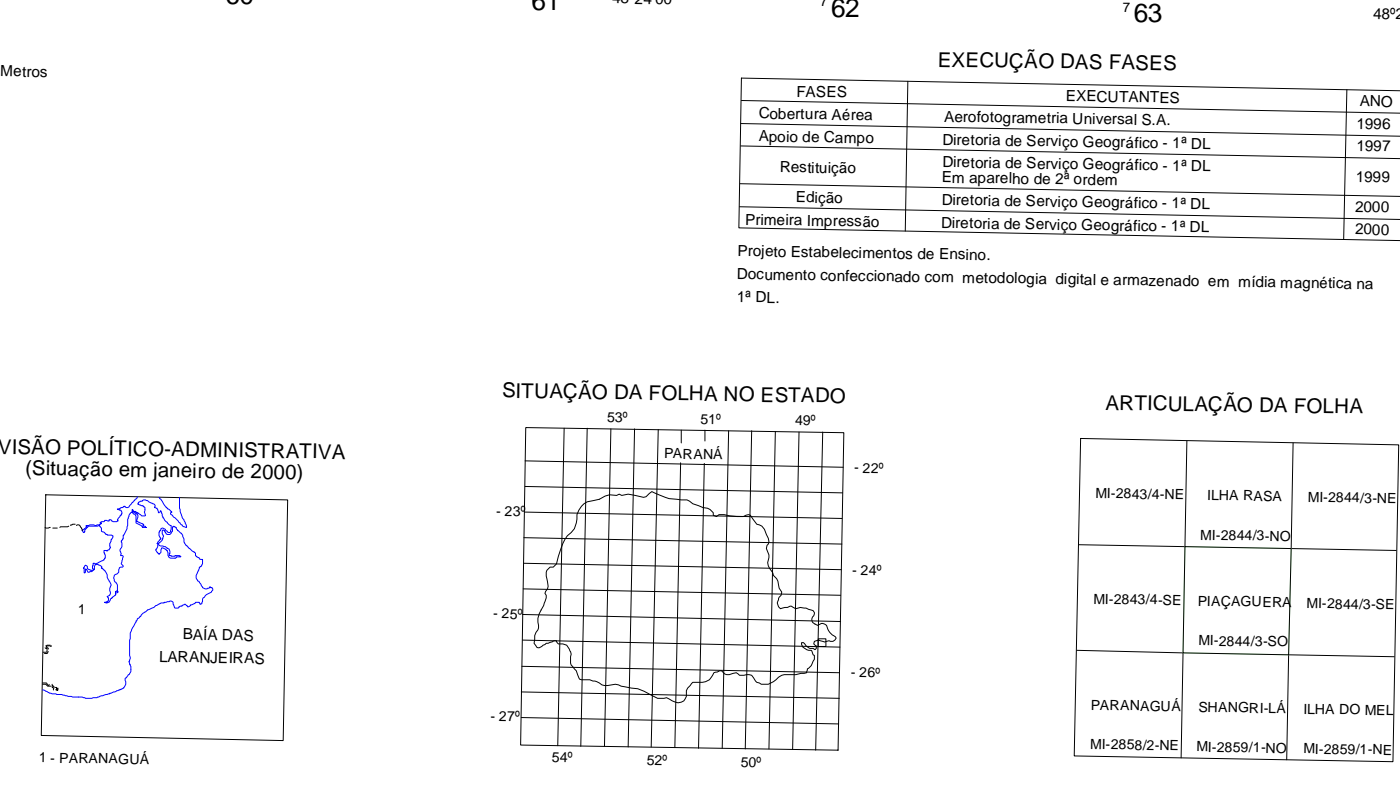 61
⁷62
⁷63
Metros
EXECUÇÃO DAS FASES
FASES EXECUTANTES ANO
Cobertura Aérea Aerofotogrametria Universal S.A. 1996
Apoio de Campo Diretoria de Serviço Geográfico - 1ª DL 1997
Restituição Diretoria de Serviço Geográfico - 1ª DL 1999
Em aparelho de 2ª ordem
Edição Diretoria de Serviço Geográfico - 1ª DL 2000
Primeira Impressão Diretoria de Serviço Geográfico - 1ª DL 2000
Projeto Estabelecimentos de Ensino.
Documento confeccionado com metodologia digital e armazenado em mídia magnética na
1ª DL.
VISÃO POLÍTICO-ADMINISTRATIVA
(Situação em janeiro de 2000)
1
BAÍA DAS
LARANJEIRAS
1 - PARANAGUÁ
SITUAÇÃO DA FOLHA NO ESTADO
53º 51º 49º
PARANÁ
- 22º
- 23º
- 24º
- 25º
- 26º
- 27º
54º 52º 50º
ARTICULAÇÃO DA FOLHA
MI-2843/4-NE ILHA RASA MI-2844/3-NE
MI-2844/3-NO
MI-2843/4-SE PIAÇAGUERA MI-2844/3-SE
MI-2844/3-SO
PARANAGUÁ SHANGRI-LÁ ILHA DO MEL
MI-2858/2-NE MI-2859/1-NO MI-2859/1-NE